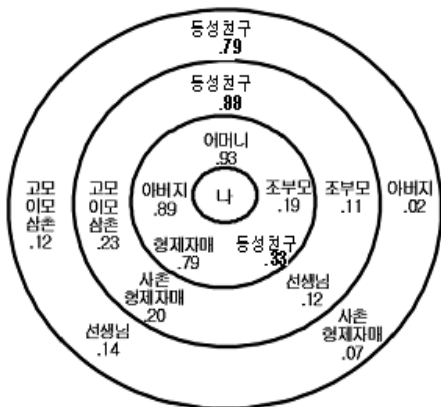 동성친구
.79
동성친구
.88
어머니
.93
고모
이모
삼촌
.12
고모
이모
삼촌
.23
아버지
.89
나
조부모
.19
조부모
.11
아버지
.02
형제자매
.79
동성친구
.33
사촌
형제자매
.20
선생님
.12
선생님
.14
사촌
형제자매
.07